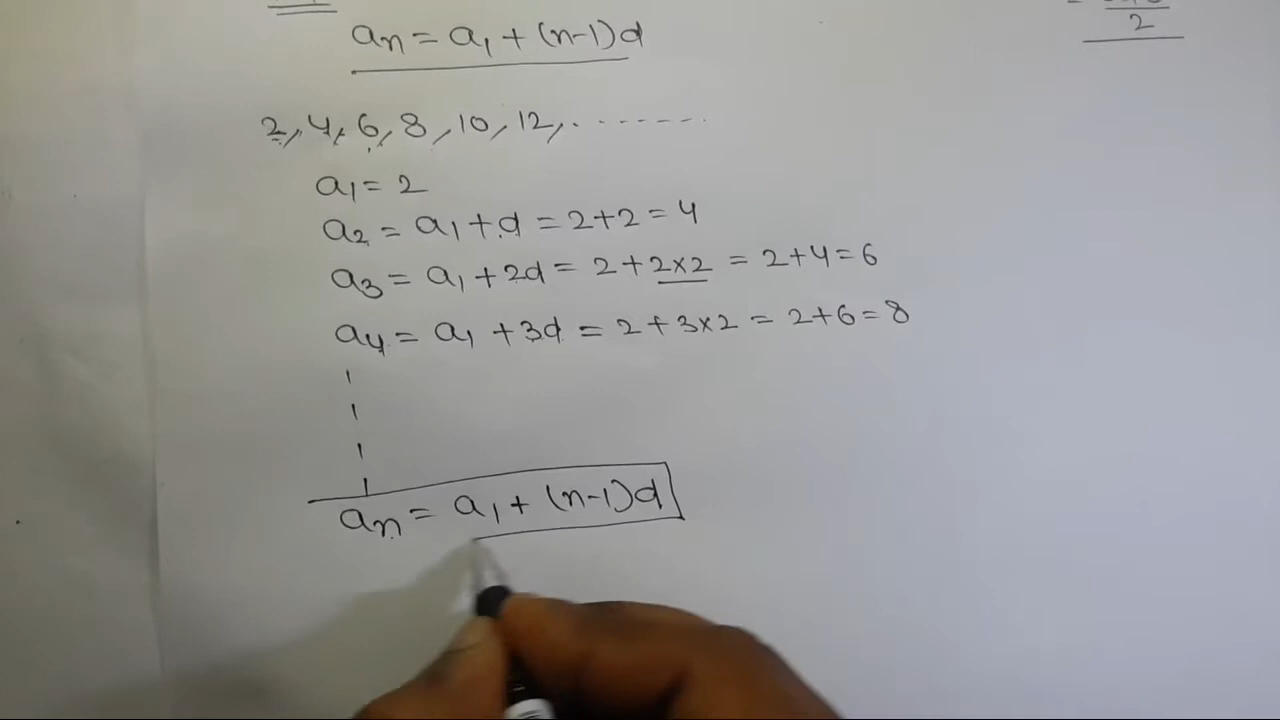 2
an = a1 + (n-1)d
2, 4, 6, 8, 10, 12, .......
a1 = 2
a2 = a1 + d = 2+2 = 4
a3 = a1 + 2d = 2 + 2×2 = 2+4 = 6
a4 = a1 + 3d = 2 + 3×2 = 2+6 = 8
an = a1 + (n-1)d